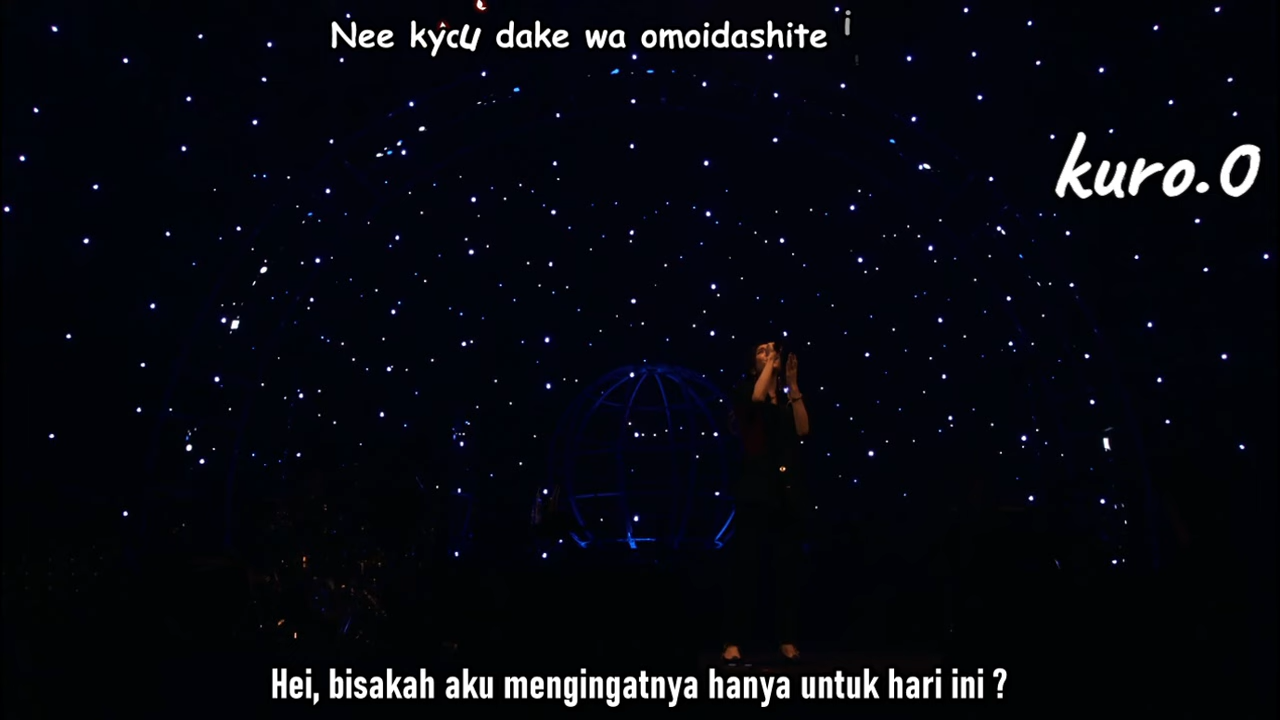 Nee kyou dake wa omoidashite i
kuro.O
Hei, bisakah aku mengingatnya hanya untuk hari ini ?